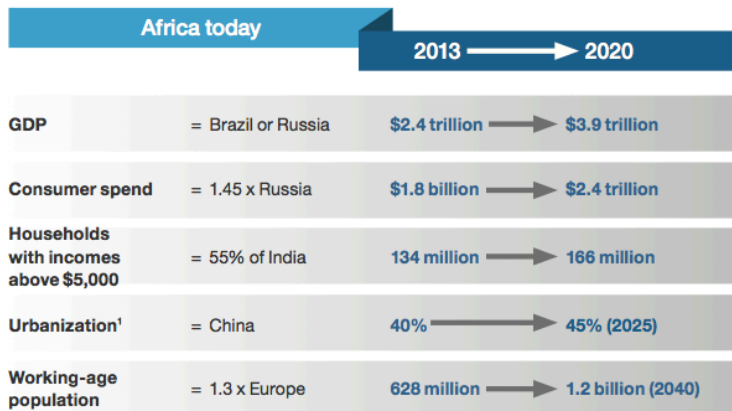 Africa today
2013 2020
GDP = Brazil or Russia $2.4 trillion $3.9 trillion
Consumer spend = 1.45 x Russia $1.8 billion $2.4 trillion
Households
with incomes = 55% of India 134 million 166 million
above $5,000
Urbanization¹ = China 40% 45% (2025)
Working-age
population = 1.3 x Europe 628 million 1.2 billion (2040)